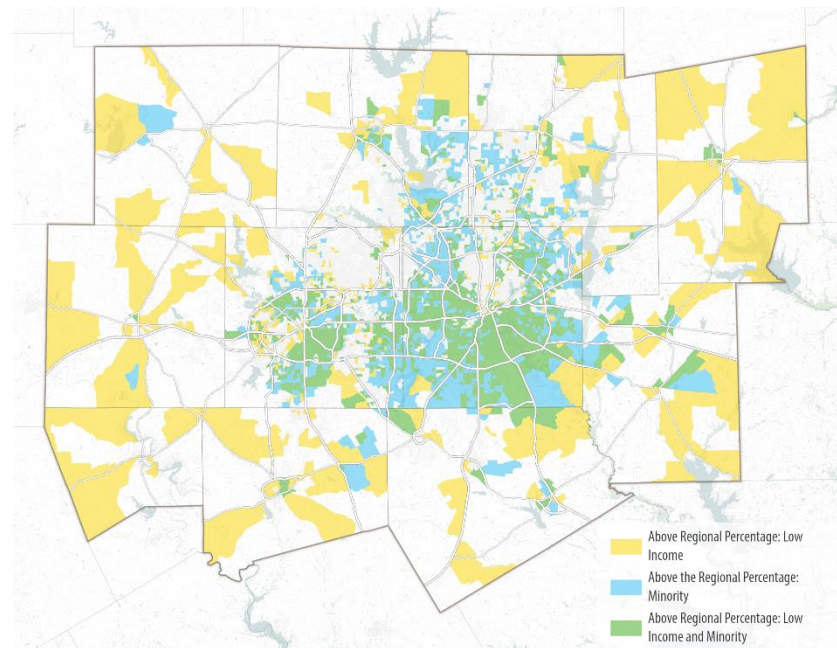 Above Regional Percentage: Low
Income
Above the Regional Percentage:
Minority
Above Regional Percentage: Low
Income and Minority